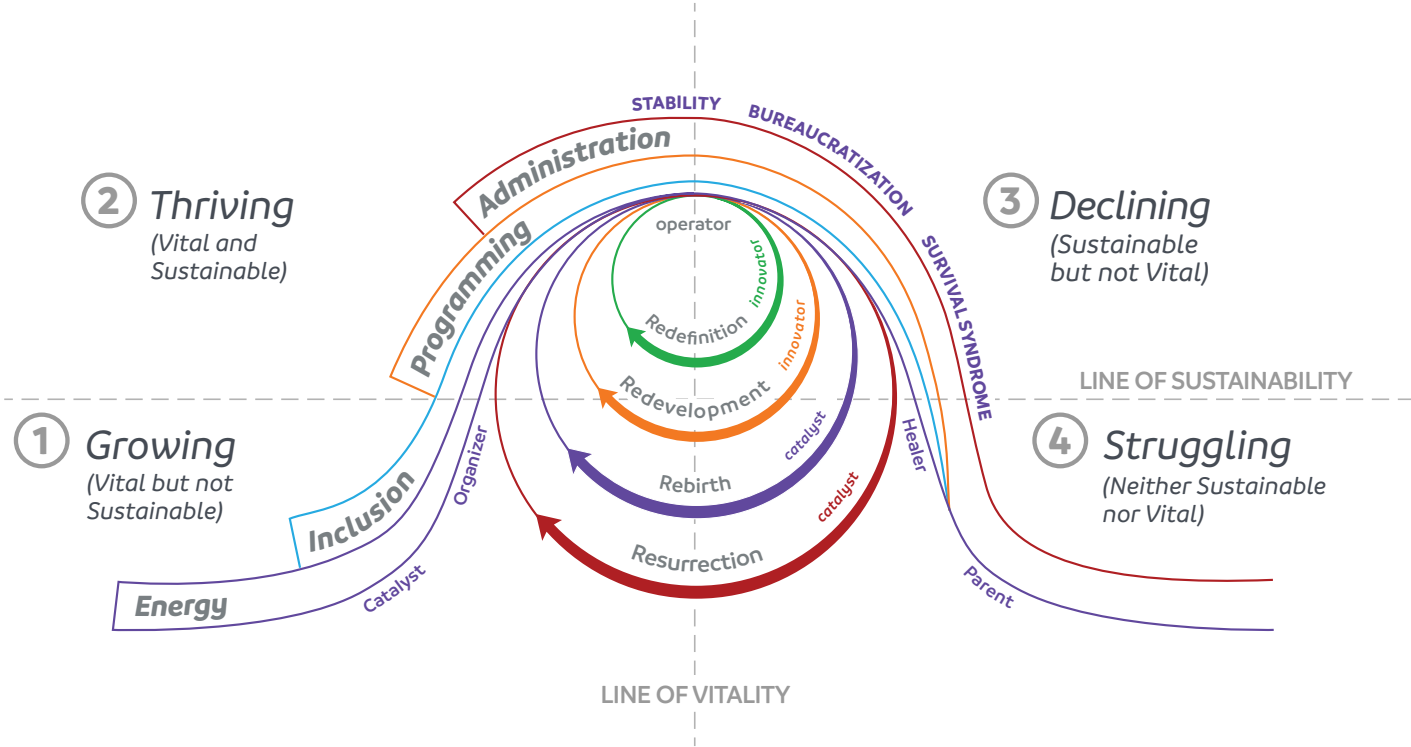 STABILITY
BUREAUCRATIZATION
SURVIVAL SYNDROME
Administration
Programming
Inclusion
Energy
2
Thriving
(Vital and
Sustainable)
3
Declining
(Sustainable
but not Vital)
operator
innovator
Redefinition
innovator
Redevelopment
LINE OF SUSTAINABILITY
1
Growing
(Vital but not
Sustainable)
Organizer
catalyst
Rebirth
Healer
4
Struggling
(Neither Sustainable
nor Vital)
catalyst
Resurrection
Catalyst
Parent
LINE OF VITALITY